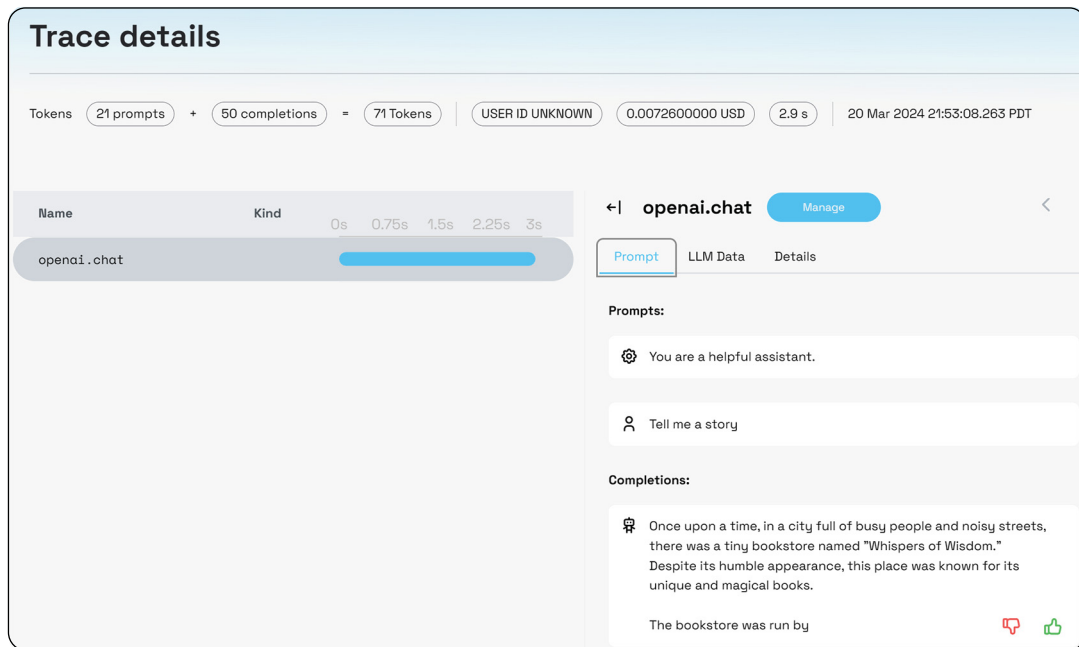 Trace details
Tokens 21 prompts + 50 completions = 71 Tokens USER ID UNKNOWN 0.0072600000 USD 2.9 s 20 Mar 2024 21:53:08.263 PDT
Name Kind 0s 0.75s 1.5s 2.25s 3s
openai.chat
openai.chat Manage
Prompt LLM Data Details
Prompts:
You are a helpful assistant.
Tell me a story
Completions:
Once upon a time, in a city full of busy people and noisy streets,
there was a tiny bookstore named "Whispers of Wisdom."
Despite its humble appearance, this place was known for its
unique and magical books.
The bookstore was run by